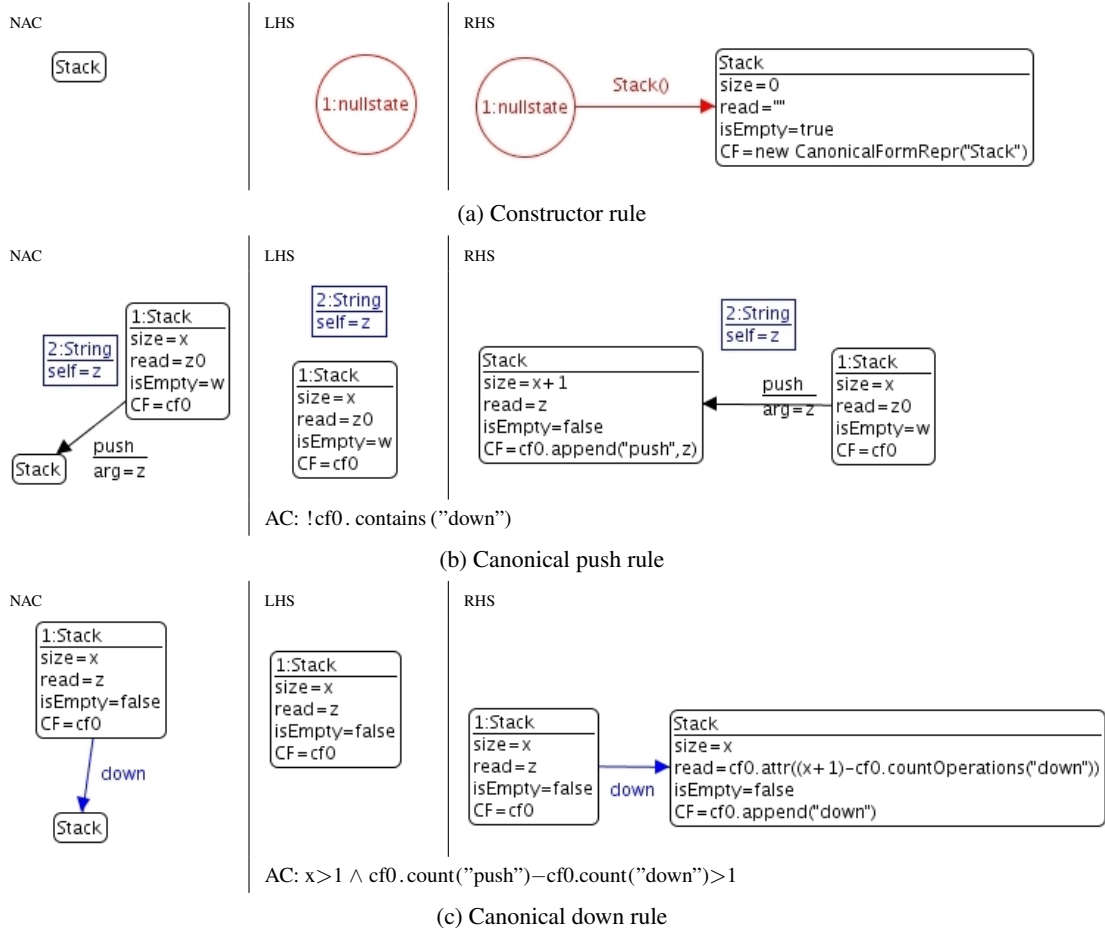 NAC
LHS
RHS
Stack
1:nullstate
1:nullstate
Stack()
Stack
size=0
read=""
isEmpty=true
CF=new CanonicalFormRepr("Stack")
(a) Constructor rule
NAC
LHS
RHS
2:String
self=z
1:Stack
size=x
read=z0
isEmpty=w
CF=cf0
Stack
push
arg=z
2:String
self=z
1:Stack
size=x
read=z0
isEmpty=w
CF=cf0
2:String
self=z
Stack
size=x+1
read=z
isEmpty=false
CF=cf0.append("push",z)
push
arg=z
1:Stack
size=x
read=z0
isEmpty=w
CF=cf0
AC: !cf0.contains("down")
(b) Canonical push rule
NAC
LHS
RHS
1:Stack
size=x
read=z
isEmpty=false
CF=cf0
down
Stack
1:Stack
size=x
read=z
isEmpty=false
CF=cf0
1:Stack
size=x
read=z
isEmpty=false
CF=cf0
down
Stack
size=x
read=cf0.attr((x+1)-cf0.countOperations("down"))
isEmpty=false
CF=cf0.append("down")
AC: x>1 ∧ cf0.count("push")−cf0.count("down")>1
(c) Canonical down rule